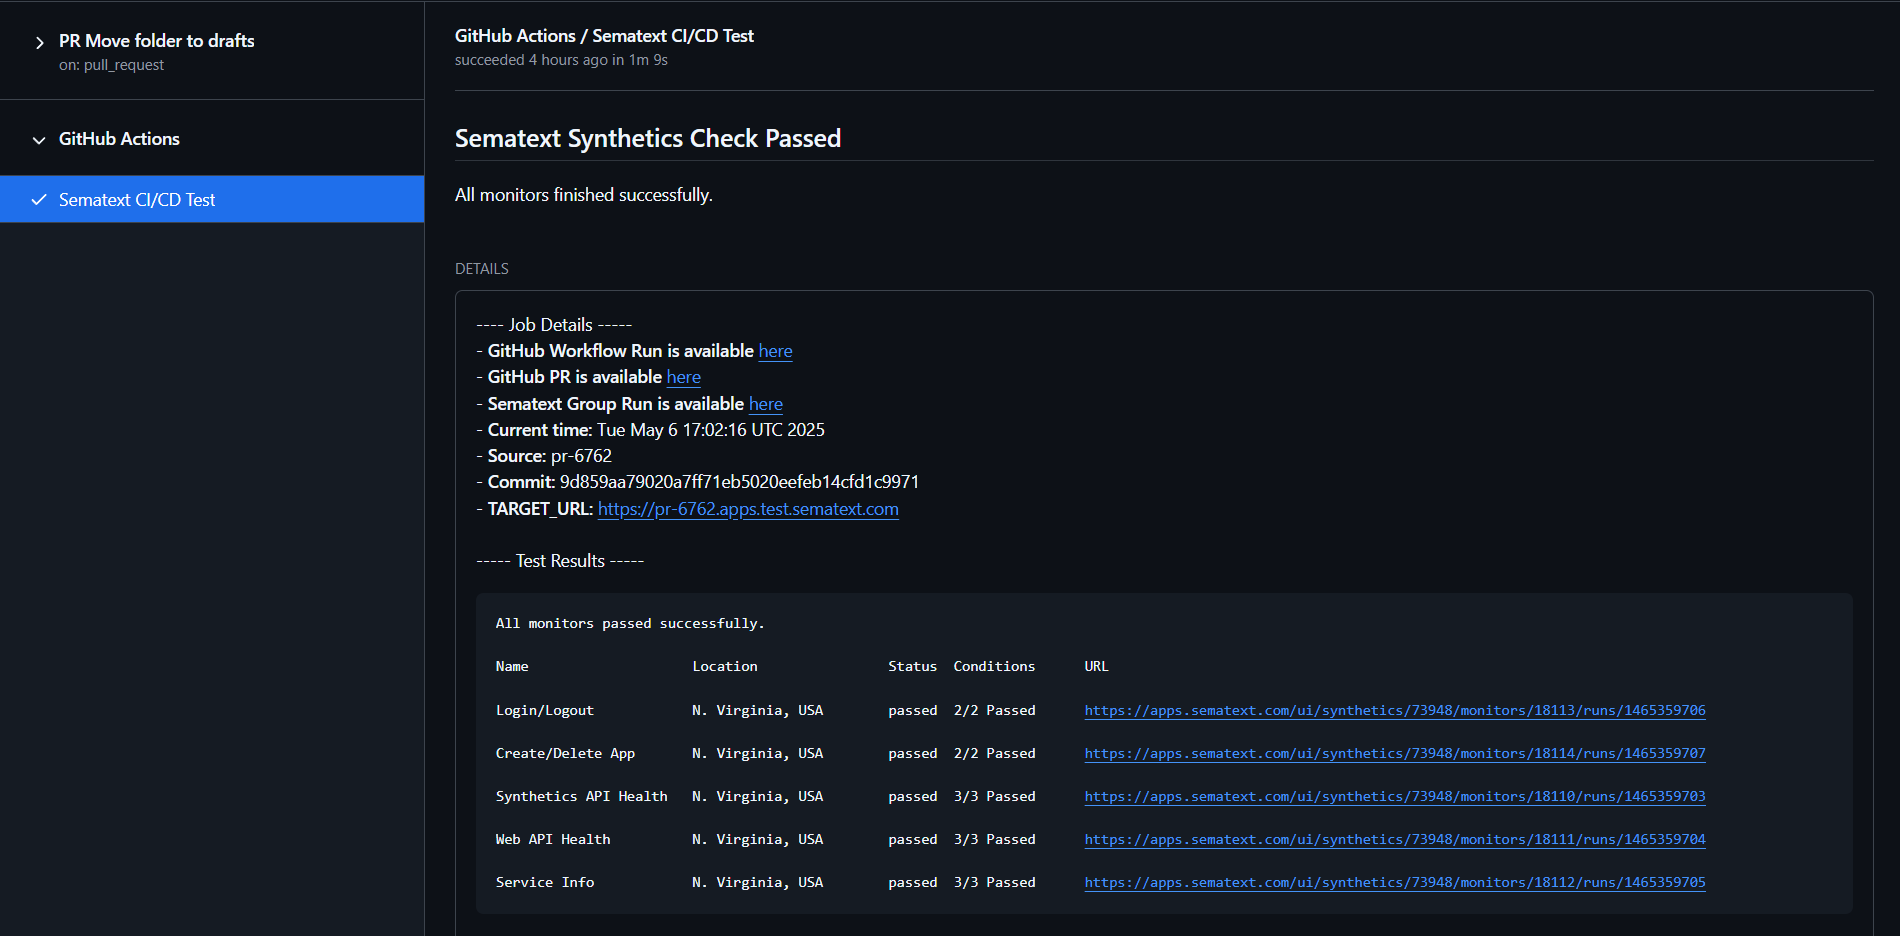 PR Move folder to drafts
on: pull_request
GitHub Actions
Sematext CI/CD Test
GitHub Actions / Sematext CI/CD Test
succeeded 4 hours ago in 1m 9s
Sematext Synthetics Check Passed
All monitors finished successfully.
DETAILS
---- Job Details -----
- GitHub Workflow Run is available here
- GitHub PR is available here
- Sematext Group Run is available here
- Current time: Tue May 6 17:02:16 UTC 2025
- Source: pr-6762
- Commit: 9d859aa79020a7ff71eb5020eefeb14cfd1c9971
- TARGET_URL: https://pr-6762.apps.test.sematext.com
----- Test Results -----
All monitors passed successfully.
Name Location Status Conditions URL
Login/Logout N. Virginia, USA passed 2/2 Passed https://apps.sematext.com/ui/synthetics/73948/monitors/18113/runs/1465359706
Create/Delete App N. Virginia, USA passed 2/2 Passed https://apps.sematext.com/ui/synthetics/73948/monitors/18114/runs/1465359707
Synthetics API Health N. Virginia, USA passed 3/3 Passed https://apps.sematext.com/ui/synthetics/73948/monitors/18110/runs/1465359703
Web API Health N. Virginia, USA passed 3/3 Passed https://apps.sematext.com/ui/synthetics/73948/monitors/18111/runs/1465359704
Service Info N. Virginia, USA passed 3/3 Passed https://apps.sematext.com/ui/synthetics/73948/monitors/18112/runs/1465359705